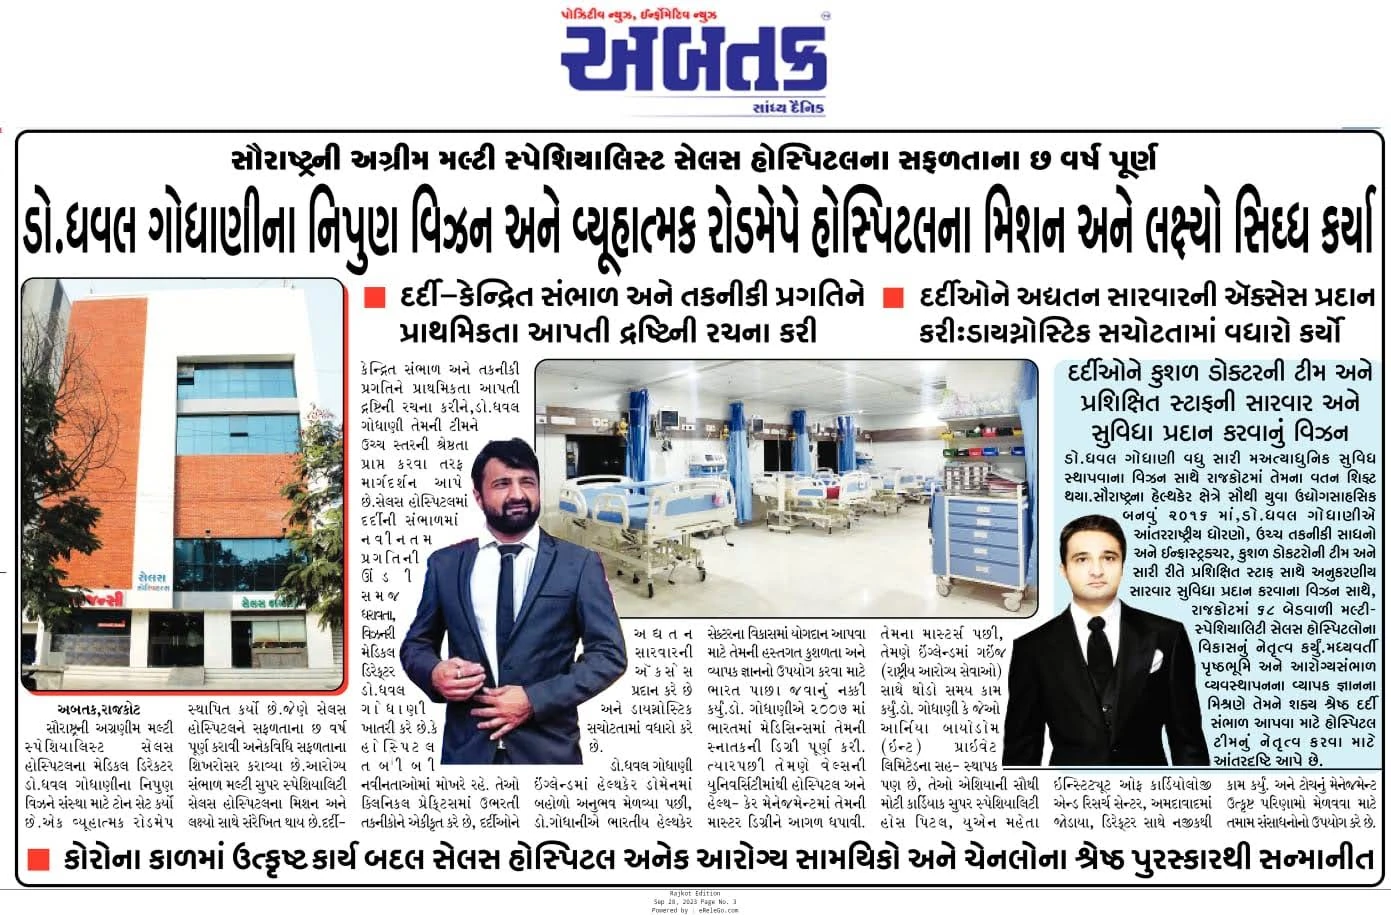 પોઝિટીવ ન્યુઝ, ઈન્ફોર્મેટિવ ન્યુઝ
અબતક
સાંધ્ય દૈનિક
સૌરાષ્ટ્રની અગ્રીમ મલ્ટી સ્પેશિયાલિસ્ટ સેલસ હોસ્પિટલના સફળતાના છ વર્ષ પૂર્ણ
ડો.ધવલ ગોધાણીના નિપુણ વિઝન અને વ્યૂહાત્મક રોડમેપે હોસ્પિટલના મિશન અને લક્ષ્યો સિધ્ધ કર્યા
દર્દી–કેન્દ્રિત સંભાળ અને તકનીકી પ્રગતિને
પ્રાથમિકતા આપતી દ્રષ્ટિની રચના કરી
દર્દીઓને અદ્યતન સારવારની ઍક્સેસ પ્રદાન
કરીઃડાયગ્નોસ્ટિક સચોટતામાં વધારો કર્યો
સેલસ
હોસ્પિટલ્સ
જન્સી
અબતક,રાજકોટ
સૌરાષ્ટ્રની અગ્રણીમ મલ્ટી
સ્પેશિયાલિસ્ટ સેલસ
હોસ્પિટલના મેડિકલ ડિરેક્ટર
ડો.ધવલ ગોધાણીના નિપુણ
વિઝને સંસ્થા માટે ટોન સેટ કર્યો
છે.એક વ્યૂહાત્મક રોડમેપ
સ્થાપિત કર્યો છે.જેણે સેલસ
હોસ્પિટલને સફળતાના છ વર્ષ
પૂર્ણ કરાવી અનેકવિધિ સફળતાના
શિખરોસર કરાવ્યા છે.આરોગ્ય
સંભાળ મલ્ટી સુપર સ્પેશિયાલિટી
સેલસ હોસ્પિટલના મિશન અને
લક્ષ્યો સાથે સંરેખિત થાય છે.દર્દી-
કેન્દ્રિત સંભાળ અને તકનીકી
પ્રગતિને પ્રાથમિકતા આપતી
દ્રષ્ટિની રચના કરીને,ડો.ધવલ
ગોધાણી તેમની ટીમને
ઉચ્ચ સ્તરની શ્રેષ્ઠતા
પ્રાપ્ત કરવા તરફ
માર્ગદર્શન આપે
છે.સેલસ હોસ્પિટલમાં
દર્દીની સંભાળમાં
નવીનતમ
પ્રગતિની
ઊંડી
સમજ
ધરાવતા,
વિઝનરી
મેડિકલ
ડિરેક્ટર
ડો.ધવલ
ગોધાણી
ખાતરી કરે છે.કે
હોસ્પિટલ
તબીબી
નવીનતાઓમાં મોખરે રહે. તેઓ
ક્લિનિકલ પ્રેક્ટિસમાં ઉભરતી
તકનીકોને એકીકૃત કરે છે, દર્દીઓને
અદ્યતન
સારવારની
ઍક્સેસ
પ્રદાન કરે છે
અને ડાયગ્નોસ્ટિક
સચોટતામાં વધારો કરે
છે.
ડો.ધવલ ગોધાણી
ઇંગ્લેન્ડમાં હેલ્થકેર ડોમેનમાં
બહોળો અનુભવ મેળવ્યા પછી,
ડો.ગોધાનીએ ભારતીય હેલ્થકેર
સેક્ટરના વિકાસમાં યોગદાન આપવા
માટે તેમની હસ્તગત કુશળતા અને
વ્યાપક જ્ઞાનનો ઉપયોગ કરવા માટે
ભારત પાછા જવાનું નક્કી
કર્યું.ડો. ગોધાણીએ ૨૦૦૭ માં
ભારતમાં મેડિસિન્સમાં તેમની
સ્નાતકની ડિગ્રી પૂર્ણ કરી.
ત્યારપછી તેમણે વેલ્સની
યુનિવર્સિટીમાંથી હોસ્પિટલ અને
હેલ્થ- કેર મેનેજમેન્ટમાં તેમની
માસ્ટર ડિગ્રીને આગળ ધપાવી.
તેમના માસ્ટર્સ પછી,
તેમણે ઈંગ્લેન્ડમાં ગઇંજ
(રાષ્ટ્રીય આરોગ્ય સેવાઓ)
સાથે થોડો સમય કામ
કર્યું.ડો. ગોધાણી કે જેઓ
આર્નિયા બાયોડોમ
(ઇન્ટ) પ્રાઇવેટ
લિમિટેડના સહ- સ્થાપક
પણ છે, તેઓ એશિયાની સૌથી
મોટી કાર્ડિયાક સુપર સ્પેશિયાલિટી
હોસ પિટલ, યુએન મહેતા
ઇન્સ્ટિટ્યૂટ ઓફ કાર્ડિયોલોજી
એન્ડ રિસર્ચ સેન્ટર, અમદાવાદમાં
જોડાયા, ડિરેક્ટર સાથે નજીકથી
કામ કર્યું. અને ટોચનું મેનેજમેન્ટ
ઉત્કૃષ્ટ પરિણામો મેળવવા માટે
તમામ સંસાધનોનો ઉપયોગ કરે છે.
દર્દીઓને કુશળ ડોક્ટરની ટીમ અને
પ્રશિક્ષિત સ્ટાફની સારવાર અને
સુવિધા પ્રદાન કરવાનું વિઝન
ડો.ધવલ ગોધાણી વધુ સારી મઅત્યાધુનિક સુવિધ
સ્થાપવાના વિઝન સાથે રાજકોટમાં તેમના વતન શિફ્ટ
થયા.સૌરાષ્ટ્રના હેલ્થકેર ક્ષેત્રે સૌથી યુવા ઉદ્યોગસાહસિક
બનવું ૨૦૧૬ માં,ડો.ધવલ ગોધાણીએ
આંતરરાષ્ટ્રીય ધોરણો, ઉચ્ચ તકનીકી સાધનો
અને ઈન્ફ્રાસ્ટ્રક્ચર, કુશળ ડોક્ટરોની ટીમ અને
સારી રીતે પ્રશિક્ષિત સ્ટાફ સાથે અનુકરણીય
સારવાર સુવિધા પ્રદાન કરવાના વિઝન સાથે,
રાજકોટમાં ૬૮ બેડવાળી મલ્ટી-
સ્પેશિયાલિટી સેલસ હોસ્પિટલોના
વિકાસનું નેતૃત્વ કર્યું.મધ્યવર્તી
પૃષ્ઠભૂમિ અને આરોગ્યસંભાળ
વ્યવસ્થાપનના વ્યાપક જ્ઞાનના
મિશ્રણે તેમને શક્ય શ્રેષ્ઠ દર્દી
સંભાળ આપવા માટે હોસ્પિટલ
ટીમનું નેતૃત્વ કરવા માટે
આંતરદષ્ટિ આપે છે.
કોરોના કાળમાં ઉત્કૃષ્ટ કાર્ય બદલ સેલસ હોસ્પિટલ અનેક આરોગ્ય સામયિકો અને ચેનલોના શ્રેષ્ઠ પુરસ્કારથી સન્માનીત
Rajkot Edition
Sep 28, 2023 Page No. 3
Powered by : eReleGo.com